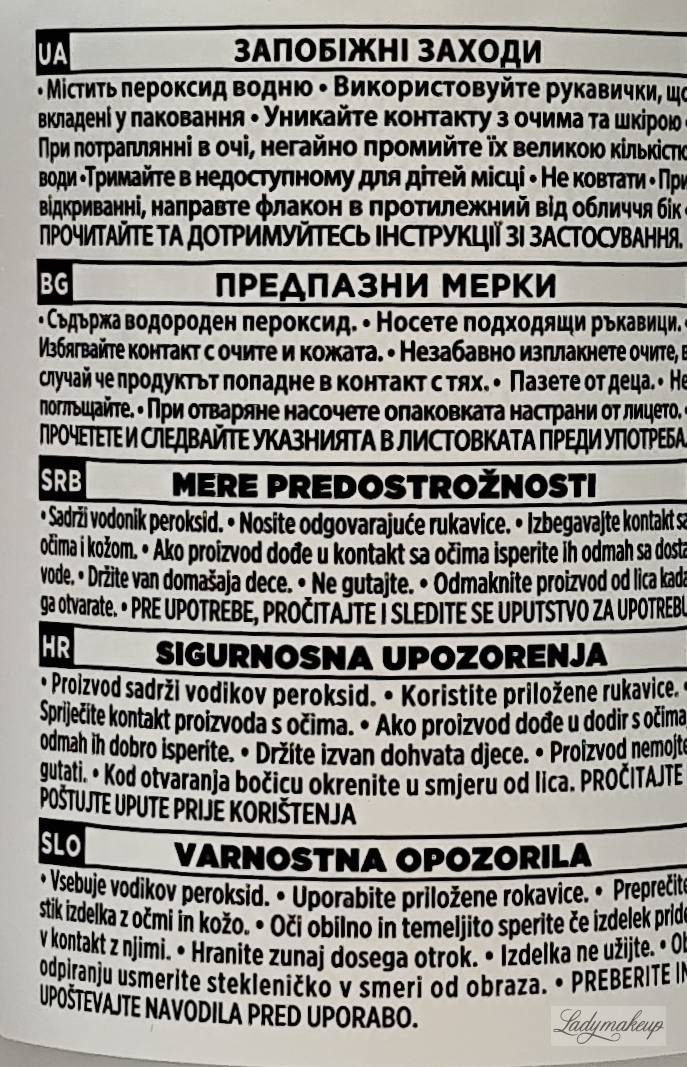 UA ЗАПОБІЖНІ ЗАХОДИ
• Містить пероксид водню • Використовуйте рукавички, що
вкладені у паковання • Уникайте контакту з очима та шкірою •
При потраплянні в очі, негайно промийте їх великою кількістю
води •Тримайте в недоступному для дітей місці • Не ковтати • При
відкриванні, направте флакон в протилежний від обличчя бік •
ПРОЧИТАЙТЕ ТА ДОТРИМУЙТЕСЬ ІНСТРУКЦІЇ ЗІ ЗАСТОСУВАННЯ.
BG ПРЕДПАЗНИ МЕРКИ
• Съдържа водороден пероксид. • Носете подходящи ръкавици. •
Избягвайте контакт с очите и кожата. • Незабавно изплакнете очите, в
случай че продуктът попадне в контакт с тях. • Пазете от деца. • Не
поглъщайте. • При отваряне насочете опаковката настрани от лицето. •
ПРОЧЕТЕТЕ И СЛЕДВАЙТЕ УКАЗНИЯТА В ЛИСТОВКАТА ПРЕДИ УПОТРЕБА.
SRB MERE PREDOSTROŽNOSTI
• Sadrži vodonik peroksid. • Nosite odgovarajuće rukavice. • Izbegavajte kontakt sa
očima i kožom. • Ako proizvod dođe u kontakt sa očima isperite ih odmah sa dosta
vode. • Držite van domašaja dece. • Ne gutajte. • Odmaknite proizvod od lica kada
ga otvarate. • PRE UPOTREBE, PROČITAJTE I SLEDITE SE UPUTSTVO ZA UPOTREBU
HR SIGURNOSNA UPOZORENJA
• Proizvod sadrži vodikov peroksid. • Koristite priložene rukavice. •
Spriječite kontakt proizvoda s očima. • Ako proizvod dođe u dodir s očima,
odmah ih dobro isperite. • Držite izvan dohvata djece. • Proizvod nemojte
gutati. • Kod otvaranja bočicu okrenite u smjeru od lica. PROČITAJTE I
POŠTUJTE UPUTE PRIJE KORIŠTENJA
SLO VARNOSTNA OPOZORILA
• Vsebuje vodikov peroksid. • Uporabite priložene rokavice. • Preprečite
stik izdelka z očmi in kožo. • Oči obilno in temeljito sperite če izdelek pride
v kontakt z njimi. • Hranite zunaj dosega otrok. • Izdelka ne užijte. • Ob
odpiranju usmerite stekleničko v smeri od obraza. • PREBERITE IN
UPOŠTEVAJTE NAVODILA PRED UPORABO.
Ladymakeup